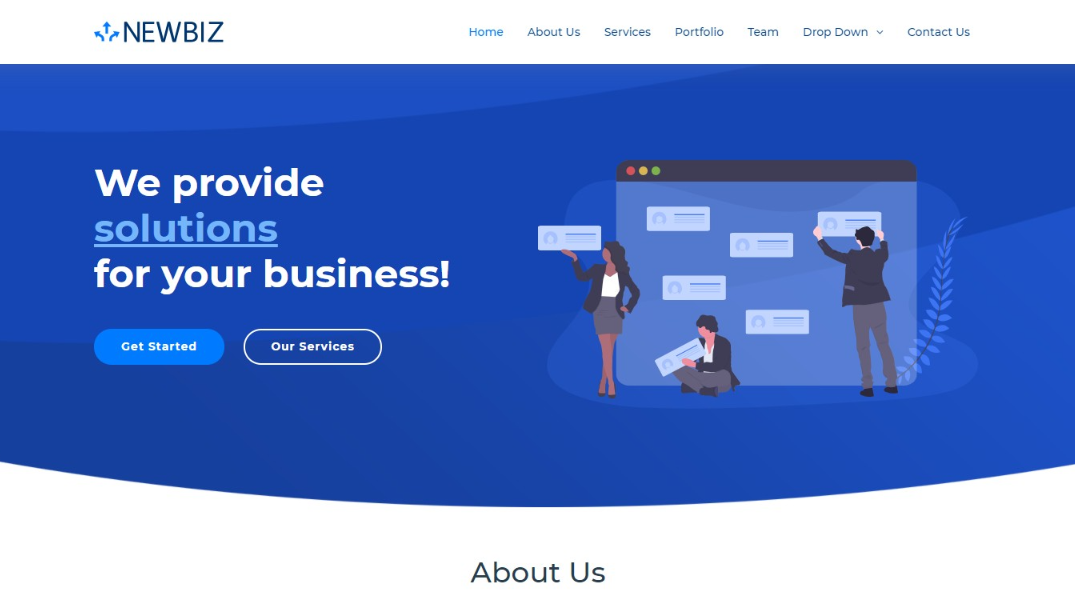 NEWBIZ
Home About Us Services Portfolio Team Drop Down Contact Us
We provide
solutions
for your business!
Get Started Our Services
About Us